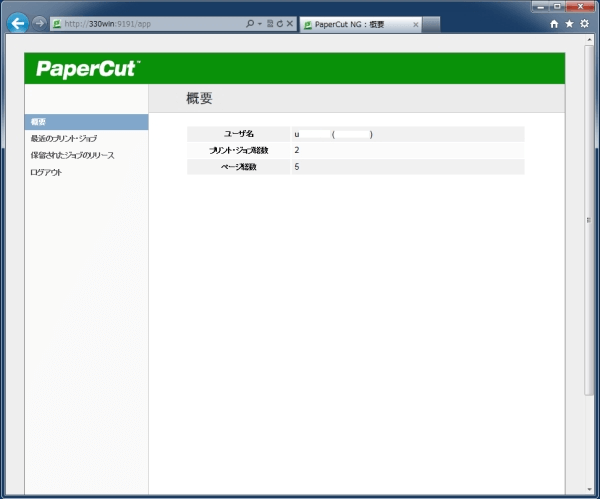 http://330win:9191/app
PaperCut NG : 概要
PaperCut™
概要
概要
最近のプリント・ジョブ
保留されたジョブのリリース
ログアウト
ユーザ名 u ( )
プリント・ジョブ総数 2
ページ総数 5